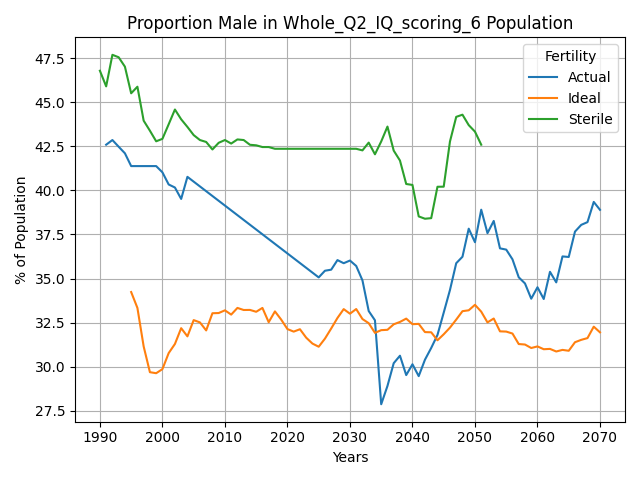 Proportion Male in Whole_Q2_IQ_scoring_6 Population
Fertility
Actual
Ideal
Sterile
% of Population
47.5
45.0
42.5
40.0
37.5
35.0
32.5
30.0
27.5
1990 2000 2010 2020 2030 2040 2050 2060 2070
Years